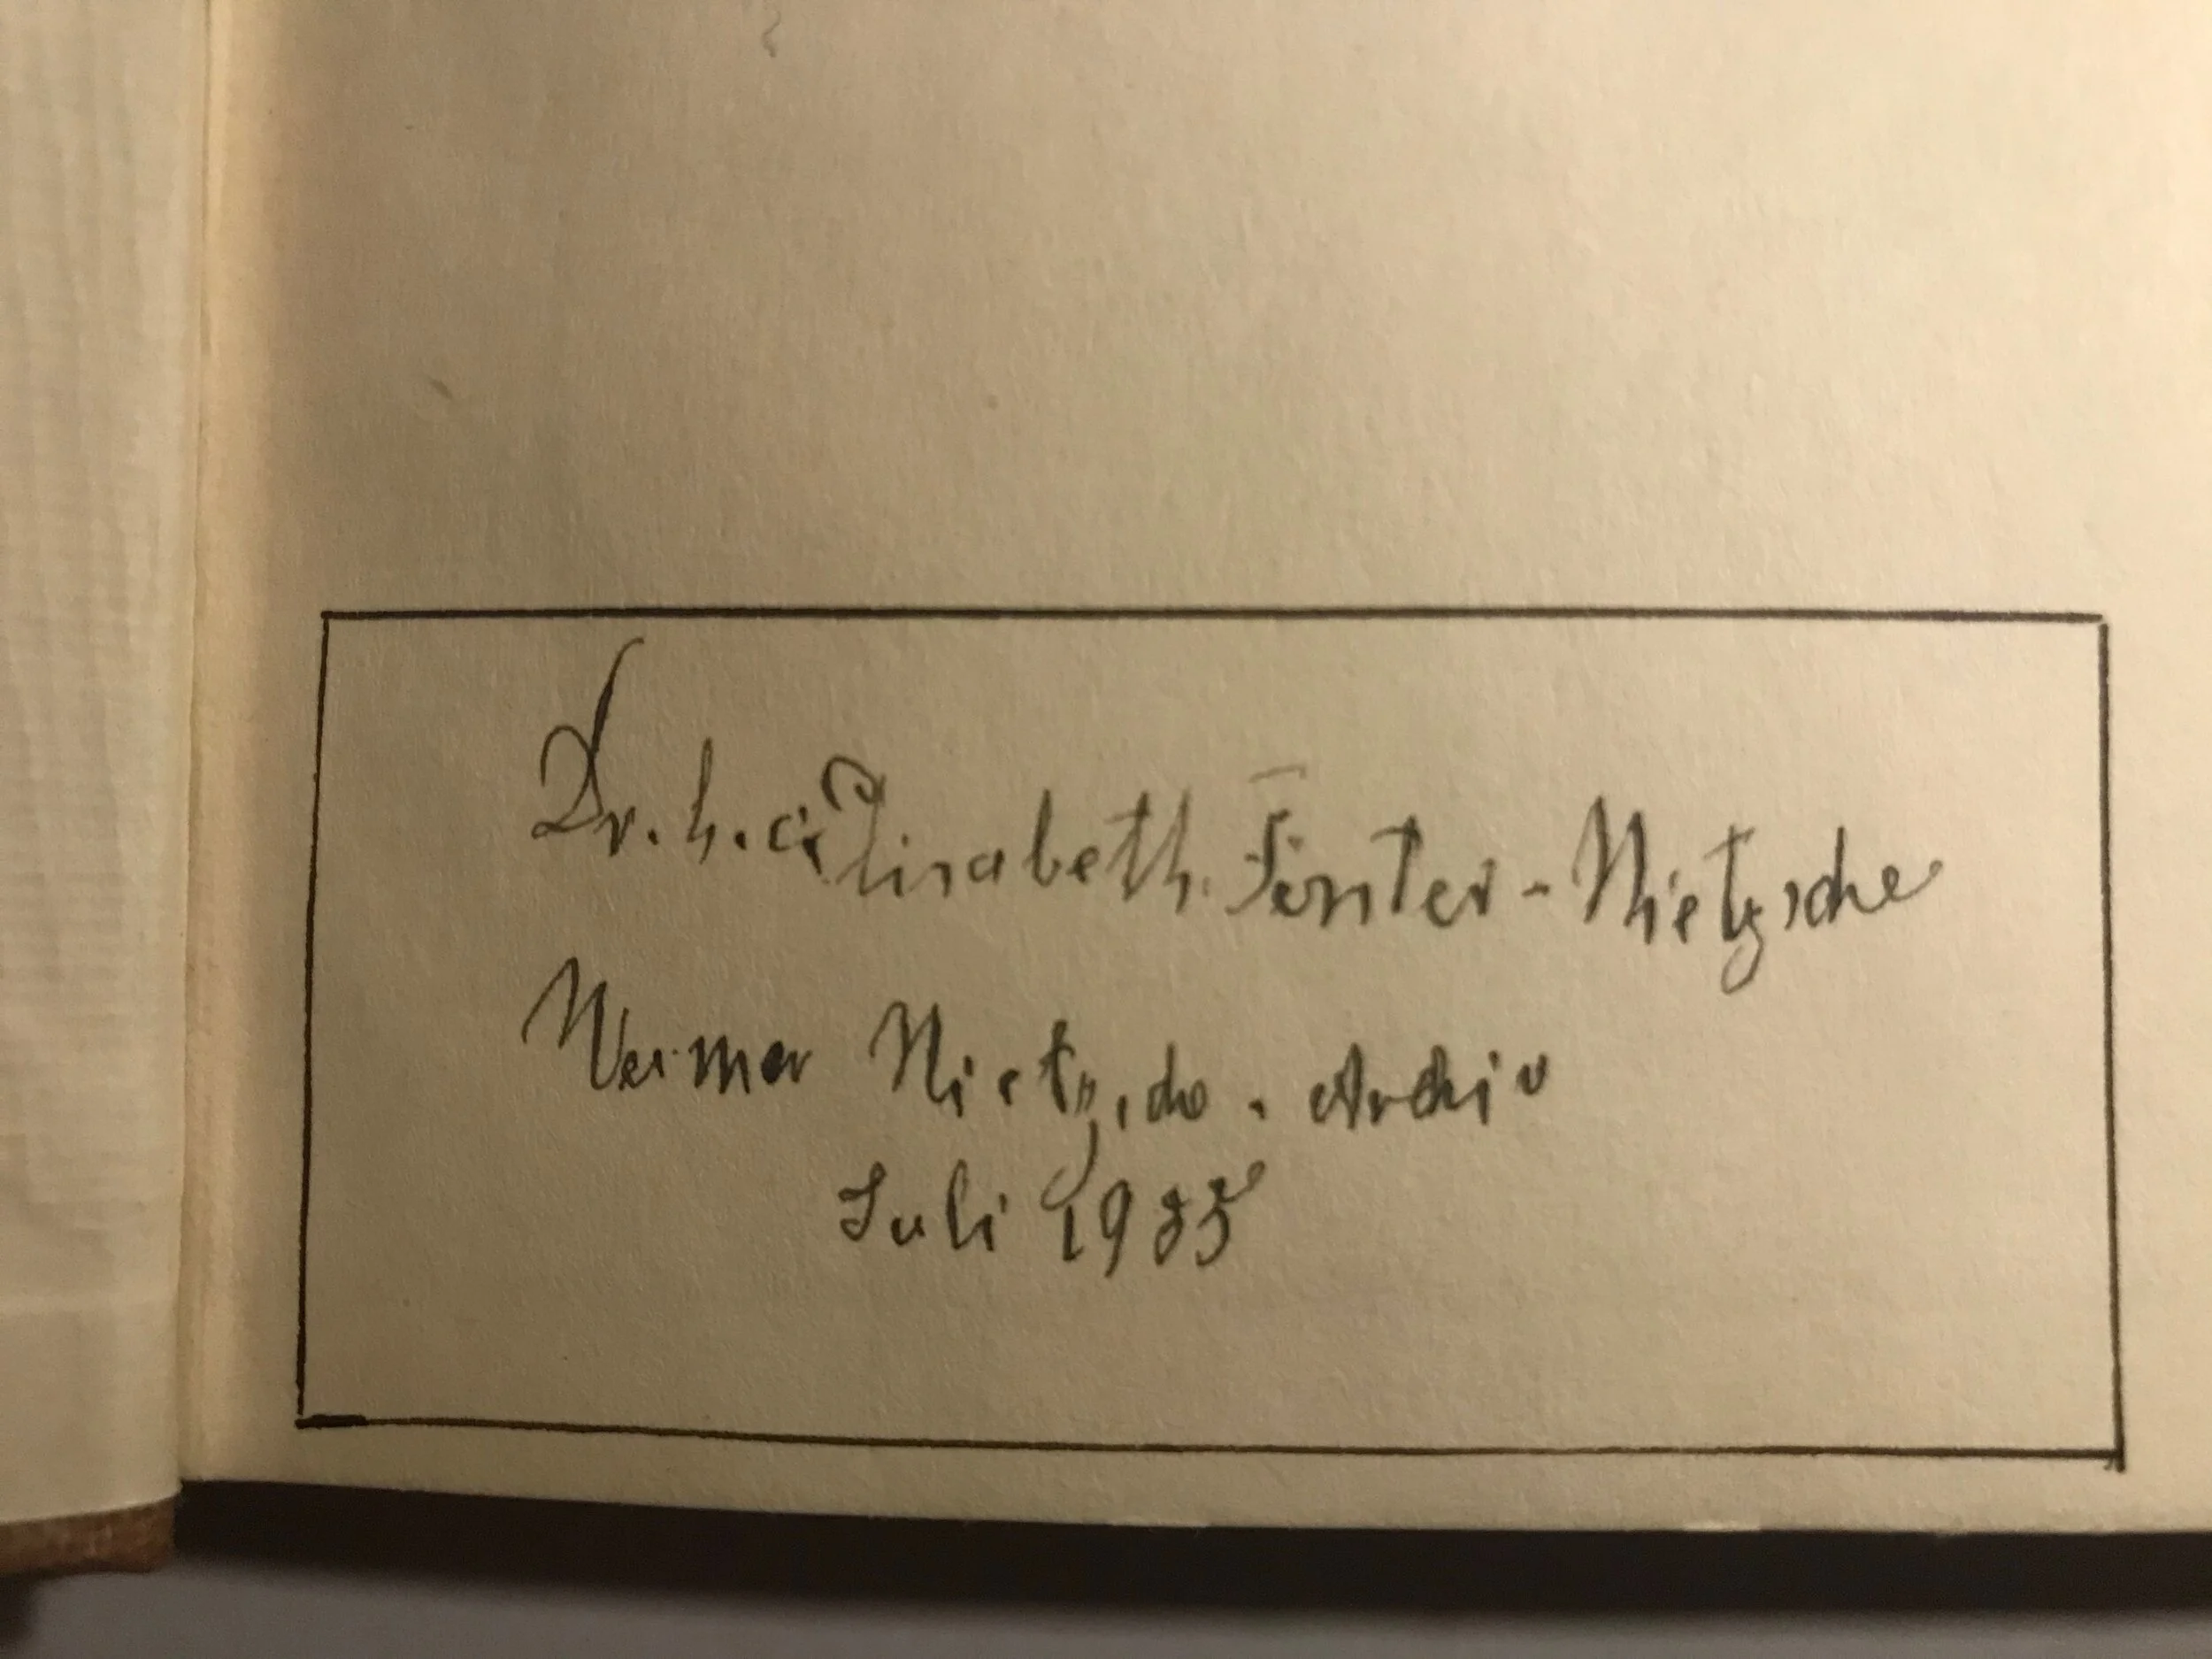 Dr. h. c. Elisabeth Förster-Nietzsche
Weimar Nietzsche-Archiv
Juli 1935